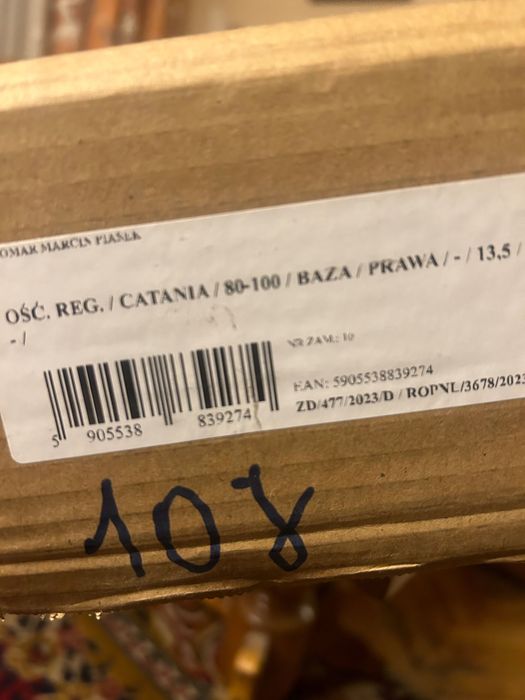 OMAR MARCIN PIASEK
OŚĆ. REG. / CATANIA / 80-100 / BAZA / PRAWA / - / 13,5 /
- /
NR ZAM.: 10
EAN: 5905538839274
5 905538 839274
ZD/477/2023/D / ROPNL/3678/2023
108